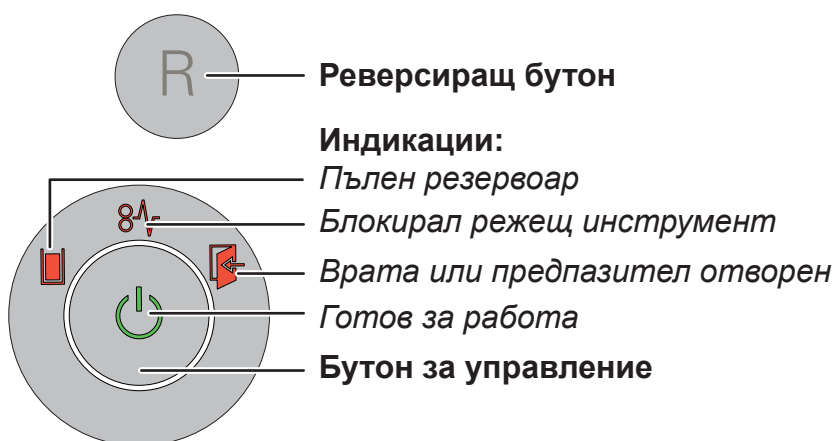 R
Реверсиращ бутон
Индикации:
Пълен резервоар
Блокирал режещ инструмент
Врата или предпазител отворен
Готов за работа
Бутон за управление